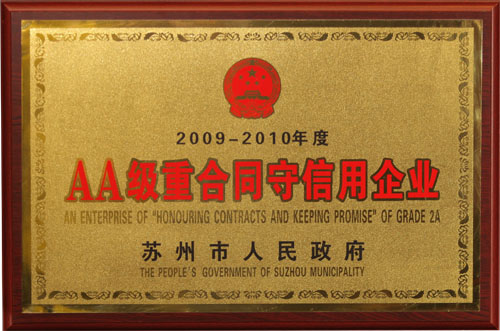 2009-2010年度
AA级重合同守信用企业
AN ENTERPRISE OF "HONOURING CONTRACTS AND KEEPING PROMISE" OF GRADE 2A
苏州市人民政府
THE PEOPLE'S GOVERNMENT OF SUZHOU MUNICIPALITY